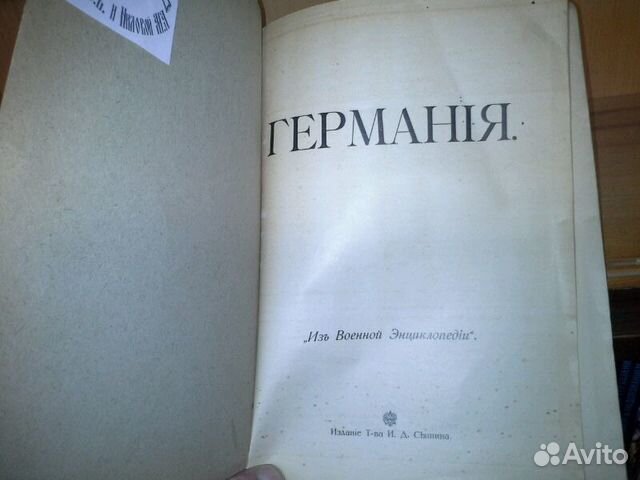 ГЕРМАНІЯ.
„Изъ Военной Энциклопедіи“.
Изданіе Т-ва И. Д. Сытина.
Avito